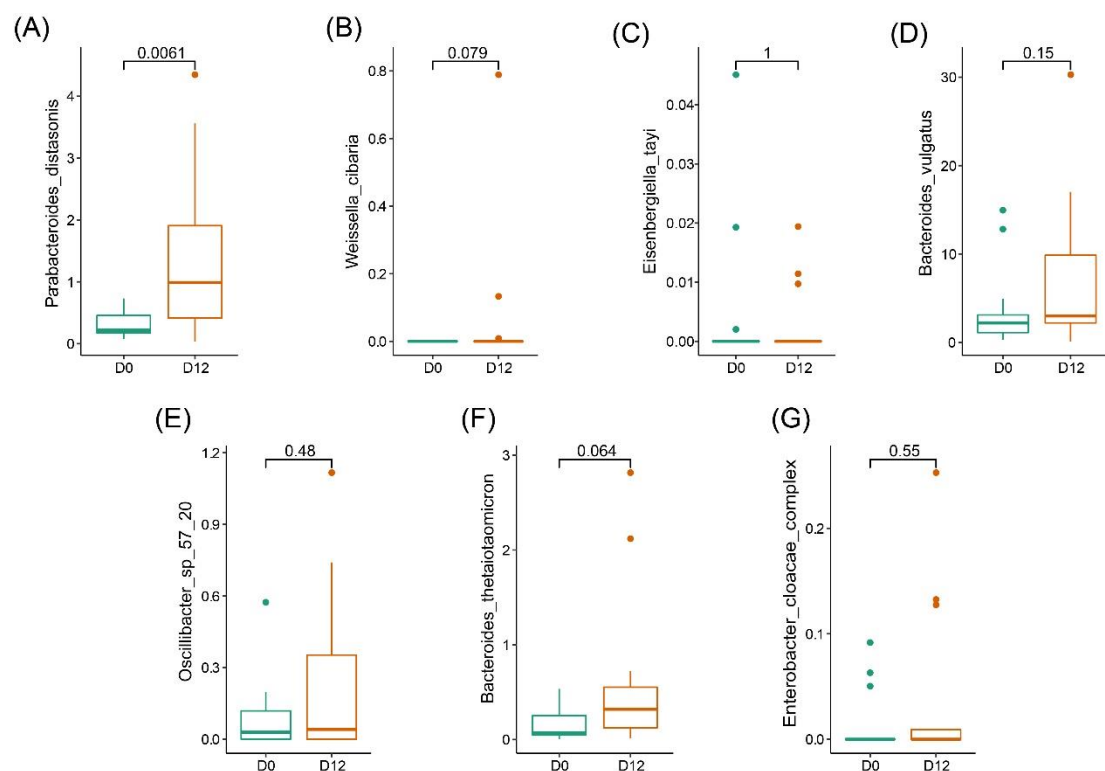 (A)
0.0061
Parabacteroides_distasonis
4
3
2
1
0
D0 D12
(B)
0.079
Weissella_cibaria
0.8
0.6
0.4
0.2
0.0
D0 D12
(C)
1
Eisenbergiella_tayi
0.04
0.03
0.02
0.01
0.00
D0 D12
(D)
0.15
Bacteroides_vulgatus
30
20
10
0
D0 D12
(E)
0.48
Oscillibacter_sp_57_20
1.2
0.9
0.6
0.3
0.0
D0 D12
(F)
0.064
Bacteroides_thetaiotaomicron
3
2
1
0
D0 D12
(G)
0.55
Enterobacter_cloacae_complex
0.2
0.1
0.0
D0 D12